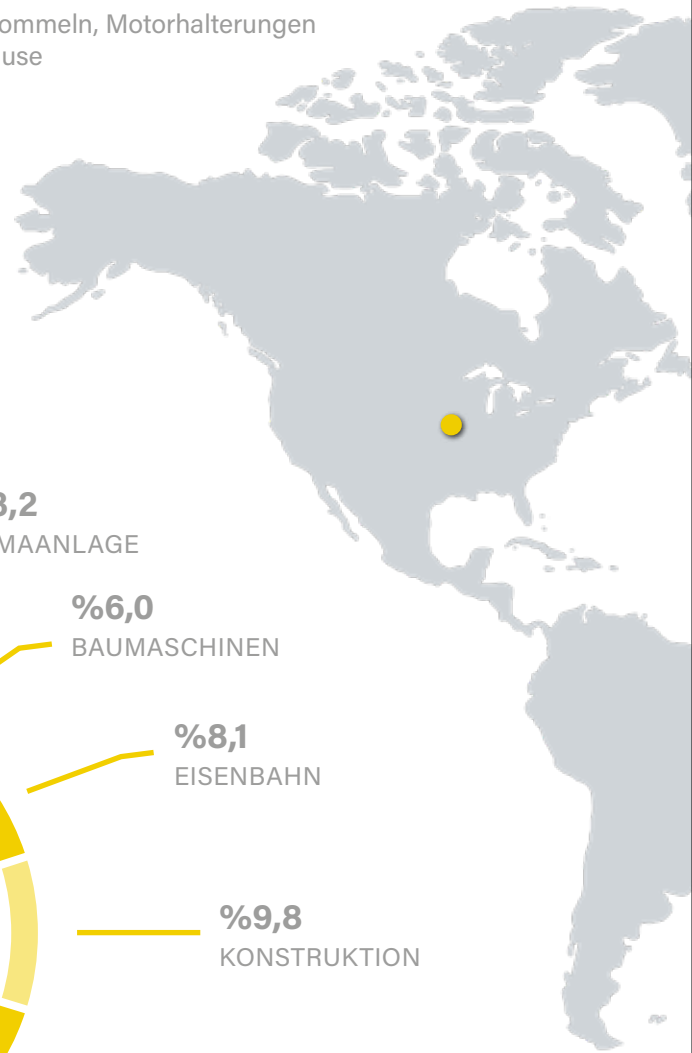 ommeln, Motorhalterungen
use
3,2
MAANLAGE
%6,0
BAUMASCHINEN
%8,1
EISENBAHN
%9,8
KONSTRUKTION